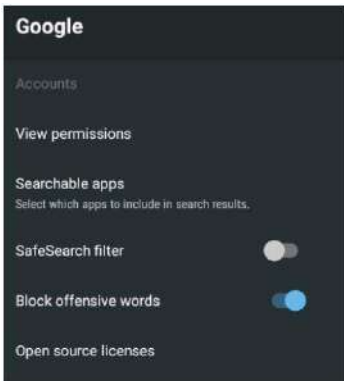 Google
Accounts
View permissions
Searchable apps
Select which apps to include in search results.
SafeSearch filter
Block offensive words
Open source licenses